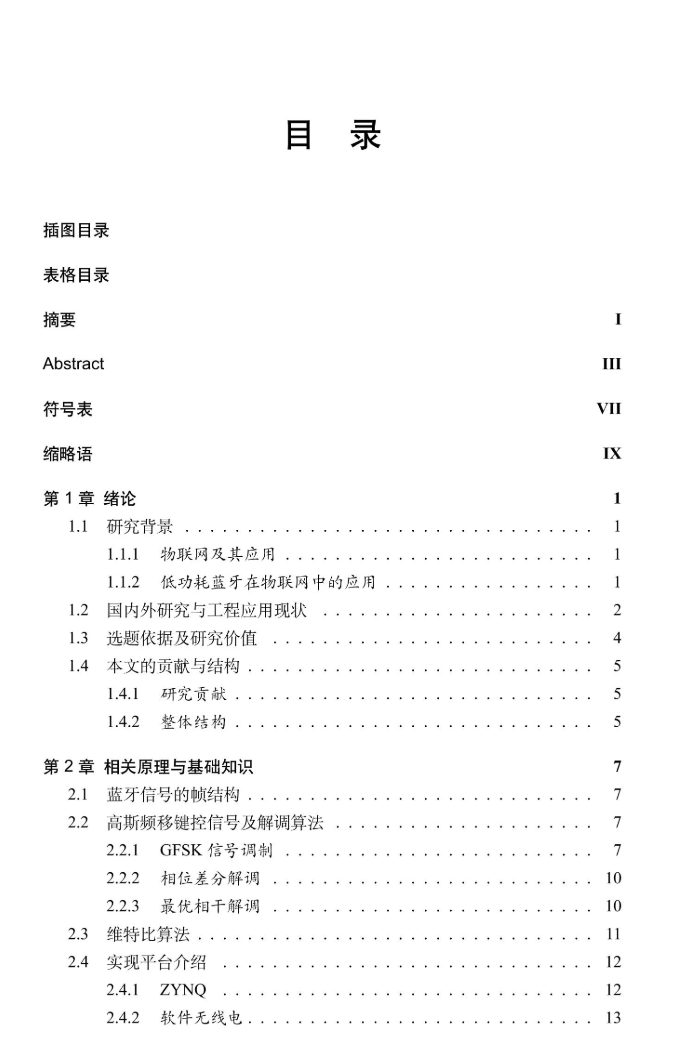 目 录
插图目录
表格目录
摘要 I
Abstract III
符号表 VII
缩略语 IX
第 1 章 绪论 1
1.1 研究背景 . . . . . . . . . . . . . . . . . . . . . . . . . . . . . . . . . 1
1.1.1 物联网及其应用 . . . . . . . . . . . . . . . . . . . . . . . . . 1
1.1.2 低功耗蓝牙在物联网中的应用 . . . . . . . . . . . . . . . . . 1
1.2 国内外研究与工程应用现状 . . . . . . . . . . . . . . . . . . . . . . 2
1.3 选题依据及研究价值 . . . . . . . . . . . . . . . . . . . . . . . . . . 4
1.4 本文的贡献与结构 . . . . . . . . . . . . . . . . . . . . . . . . . . . . 5
1.4.1 研究贡献 . . . . . . . . . . . . . . . . . . . . . . . . . . . . . 5
1.4.2 整体结构 . . . . . . . . . . . . . . . . . . . . . . . . . . . . . 5
第 2 章 相关原理与基础知识 7
2.1 蓝牙信号的帧结构 . . . . . . . . . . . . . . . . . . . . . . . . . . . . 7
2.2 高斯频移键控信号及解调算法 . . . . . . . . . . . . . . . . . . . . . 7
2.2.1 GFSK 信号调制 . . . . . . . . . . . . . . . . . . . . . . . . . 7
2.2.2 相位差分解调 . . . . . . . . . . . . . . . . . . . . . . . . . . 10
2.2.3 最优相干解调 . . . . . . . . . . . . . . . . . . . . . . . . . . 10
2.3 维特比算法 . . . . . . . . . . . . . . . . . . . . . . . . . . . . . . . . 11
2.4 实现平台介绍 . . . . . . . . . . . . . . . . . . . . . . . . . . . . . . 12
2.4.1 ZYNQ . . . . . . . . . . . . . . . . . . . . . . . . . . . . . . 12
2.4.2 软件无线电 . . . . . . . . . . . . . . . . . . . . . . . . . . . . 13